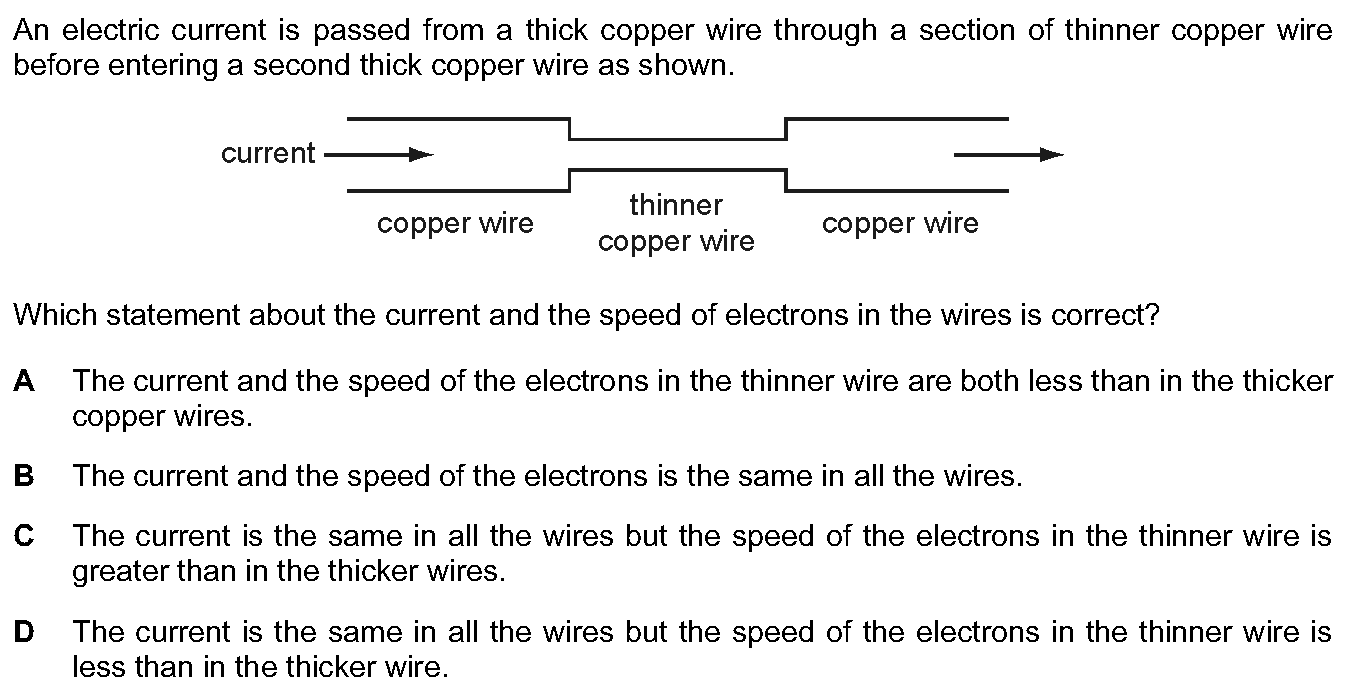 An electric current is passed from a thick copper wire through a section of thinner copper wire
before entering a second thick copper wire as shown.
current
copper wire
thinner
copper wire
copper wire
Which statement about the current and the speed of electrons in the wires is correct?
A The current and the speed of the electrons in the thinner wire are both less than in the thicker
copper wires.
B The current and the speed of the electrons is the same in all the wires.
C The current is the same in all the wires but the speed of the electrons in the thinner wire is
greater than in the thicker wires.
D The current is the same in all the wires but the speed of the electrons in the thinner wire is
less than in the thicker wire.